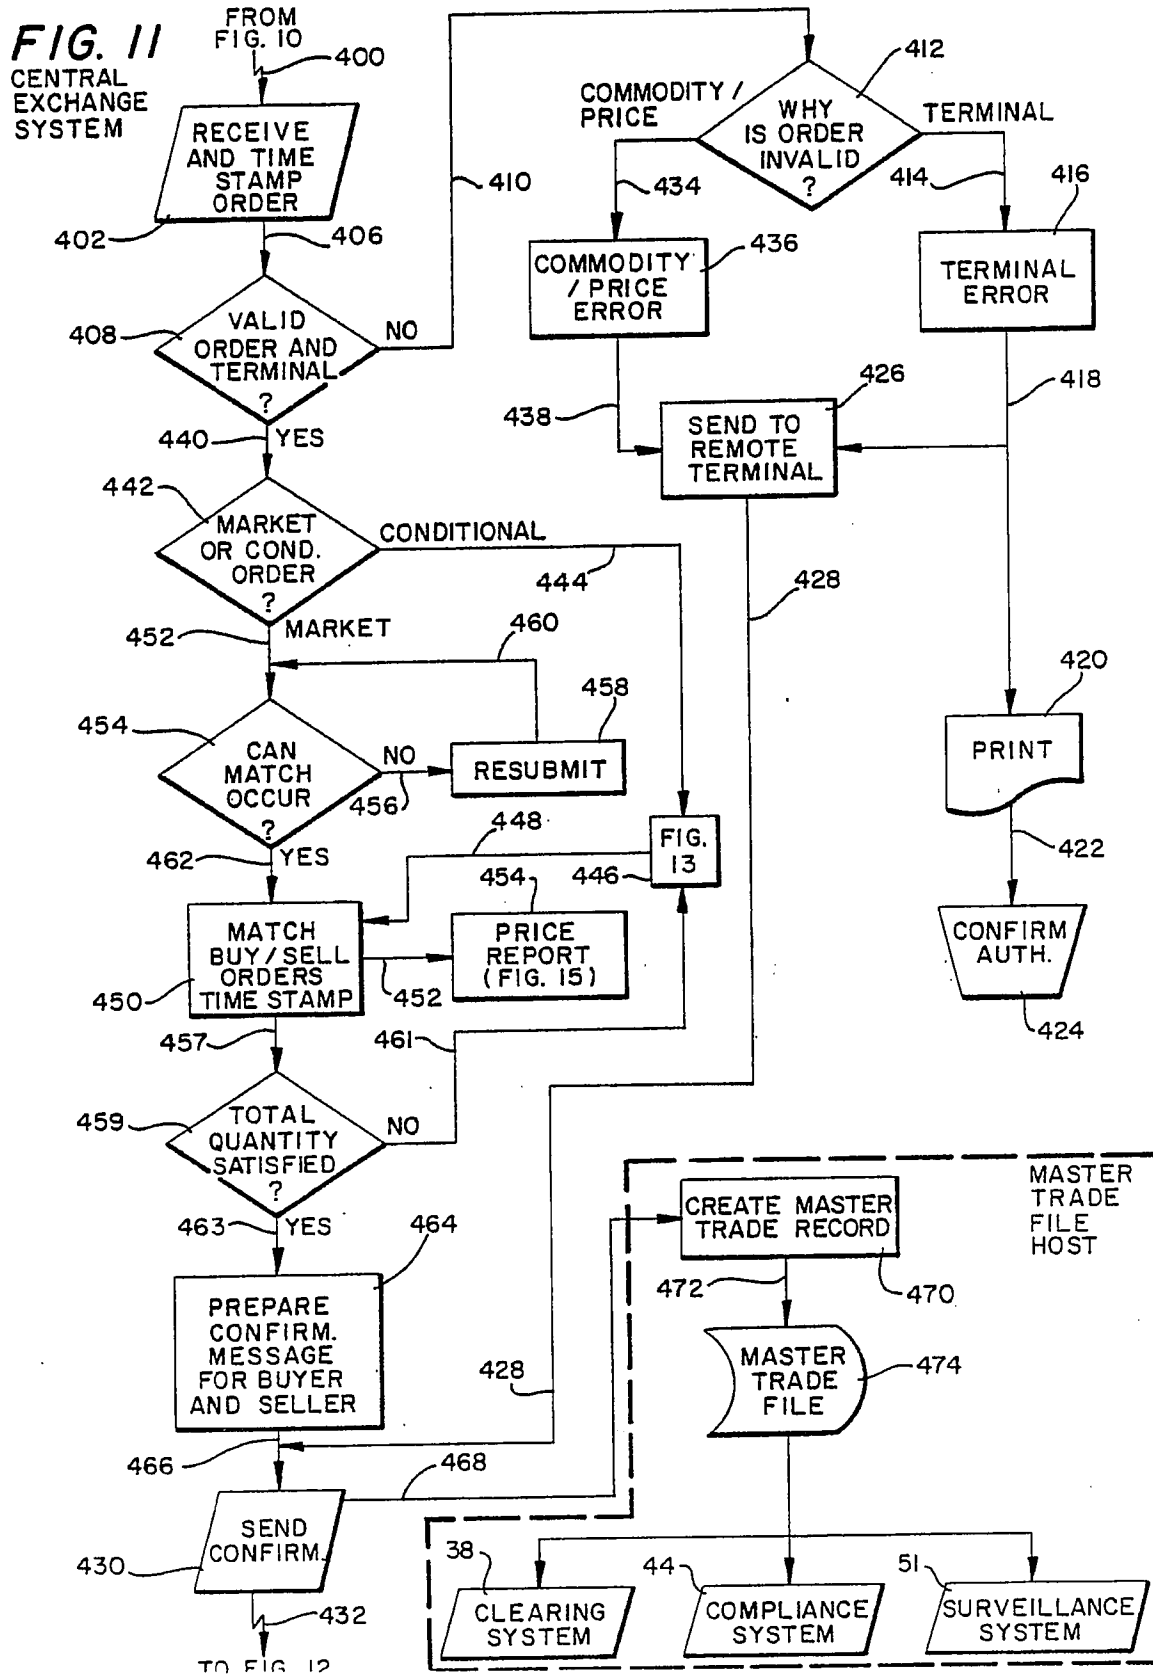 FIG. 11
CENTRAL
EXCHANGE
SYSTEM
FROM
FIG. 10
400
RECEIVE
AND TIME
STAMP
ORDER
402
406
408
VALID
ORDER AND
TERMINAL
?
NO
410
412
WHY
IS ORDER
INVALID
?
COMMODITY /
PRICE
TERMINAL
434
414
416
436
COMMODITY
/ PRICE
ERROR
TERMINAL
ERROR
438
426
418
SEND TO
REMOTE
TERMINAL
440
YES
442
MARKET
OR COND.
ORDER
?
CONDITIONAL
444
428
452
MARKET
460
458
454
CAN
MATCH
OCCUR
?
NO
456
RESUBMIT
420
PRINT
422
CONFIRM
AUTH.
424
462
YES
448
446
FIG.
13
454
MATCH
BUY/SELL
ORDERS
TIME STAMP
450
452
PRICE
REPORT
(FIG. 15)
457
461
459
TOTAL
QUANTITY
SATISFIED
?
NO
463
YES
464
PREPARE
CONFIRM.
MESSAGE
FOR BUYER
AND SELLER
428
466
468
SEND
CONFIRM.
430
432
TO FIG. 12
MASTER
TRADE
FILE
HOST
CREATE MASTER
TRADE RECORD
472
470
MASTER
TRADE
FILE
474
38
CLEARING
SYSTEM
44
COMPLIANCE
SYSTEM
51
SURVEILLANCE
SYSTEM